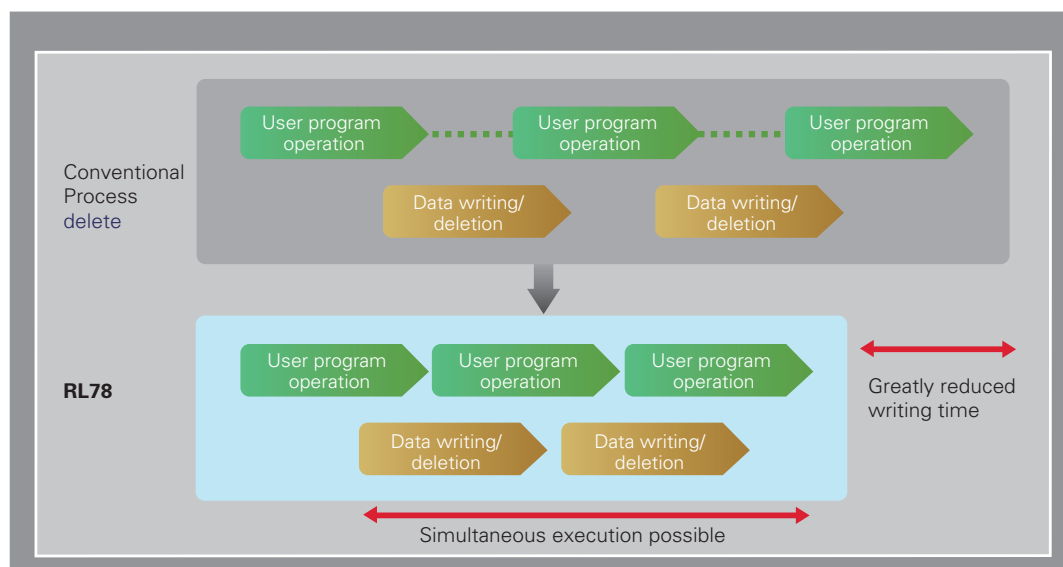 User program
operation
User program
operation
User program
operation
Conventional
Process
delete
Data writing/
deletion
Data writing/
deletion
User program
operation
User program
operation
User program
operation
RL78
Greatly reduced
writing time
Data writing/
deletion
Data writing/
deletion
Simultaneous execution possible